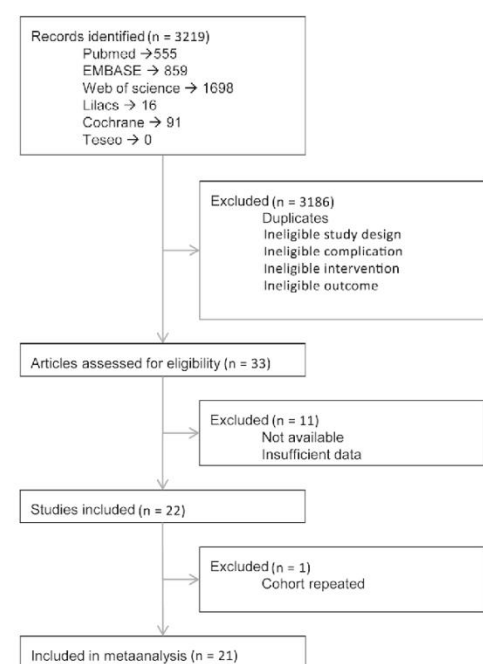 Records identified (n = 3219)
Pubmed →555
EMBASE → 859
Web of science → 1698
Lilacs → 16
Cochrane → 91
Teseo → 0
Excluded (n = 3186)
Duplicates
Ineligible study design
Ineligible complication
Ineligible intervention
Ineligible outcome
Articles assessed for eligibility (n = 33)
Excluded (n = 11)
Not available
Insufficient data
Studies included (n = 22)
Excluded (n = 1)
Cohort repeated
Included in metaanalysis (n = 21)